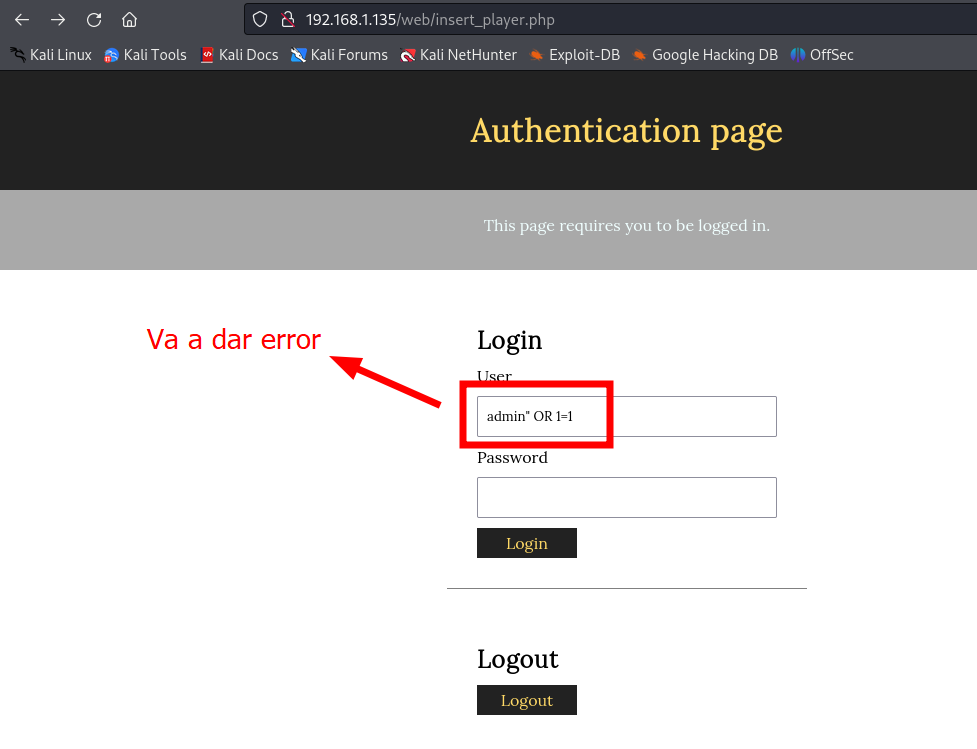 192.168.1.135/web/insert_player.php
Kali Linux Kali Tools Kali Docs Kali Forums Kali NetHunter Exploit-DB Google Hacking DB OffSec
Authentication page
This page requires you to be logged in.
Va a dar error
Login
User
admin" OR 1=1
Password
Login
Logout
Logout